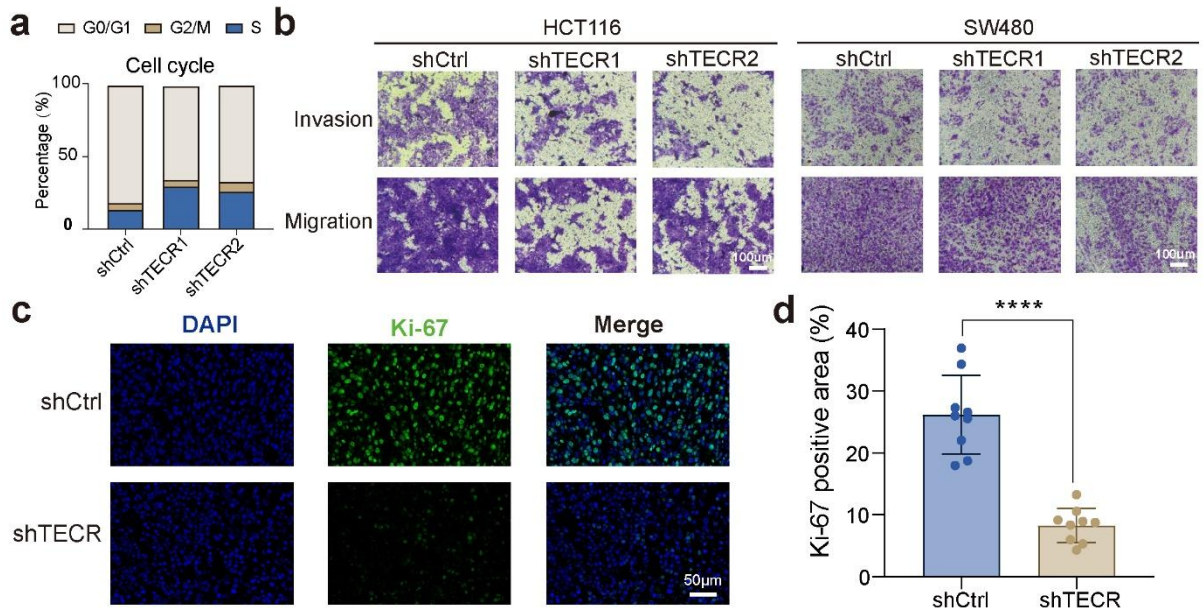 a
G0/G1 G2/M S
Cell cycle
Percentage (%)
100
50
0
shCtrl
shTECR1
shTECR2
b
HCT116
SW480
shCtrl shTECR1 shTECR2
shCtrl shTECR1 shTECR2
Invasion
Migration
100um
100um
c
DAPI Ki-67 Merge
shCtrl
shTECR
50μm
d
****
Ki-67 positive area (%)
40
30
20
10
0
shCtrl shTECR